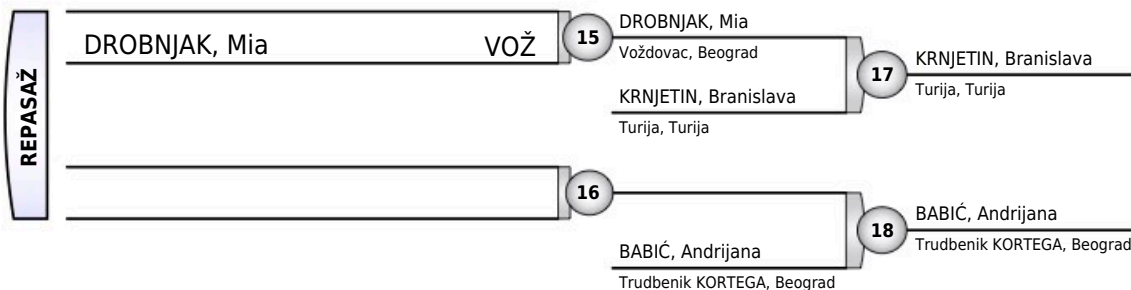 REPASAŽ
DROBNJAK, Mia VOŽ
15
DROBNJAK, Mia
Voždovac, Beograd
KRNJETIN, Branislava
Turija, Turija
17
KRNJETIN, Branislava
Turija, Turija
16
BABIĆ, Andrijana
Trudbenik KORTEGA, Beograd
18
BABIĆ, Andrijana
Trudbenik KORTEGA, Beograd